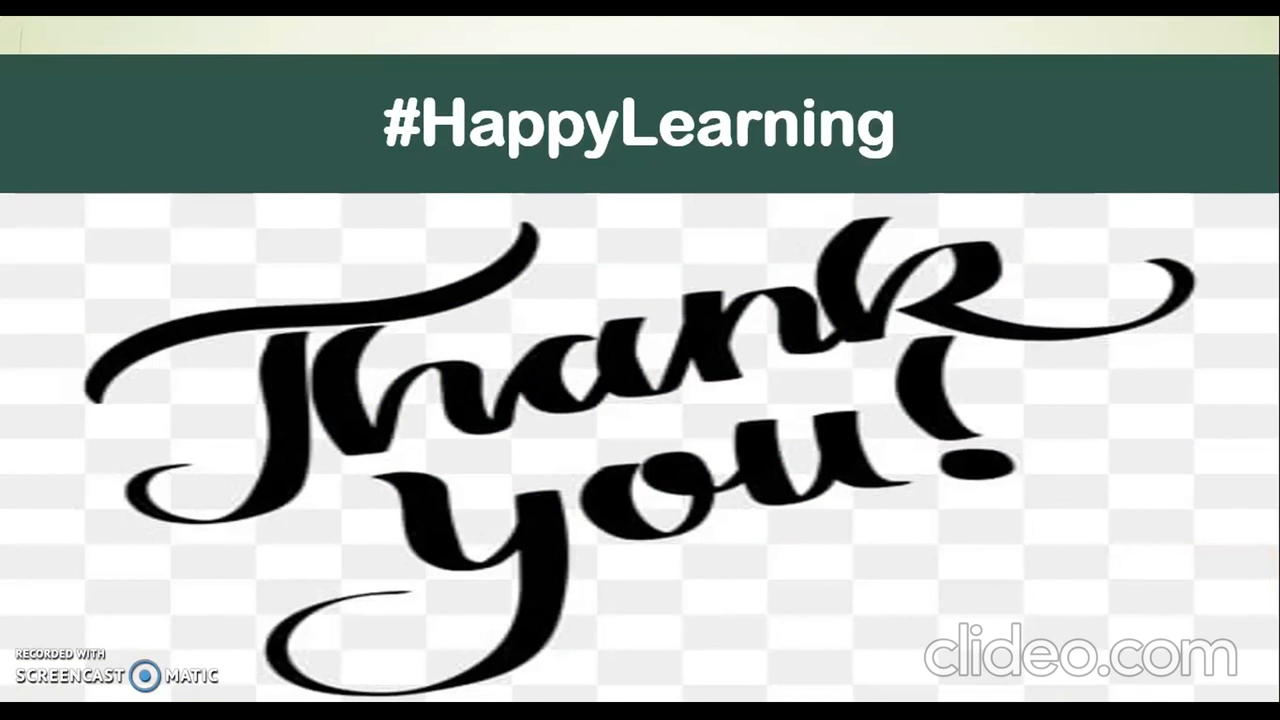 #HappyLearning
Thank
you!
RECORDED WITH
SCREENCAST MATIC
clideo.com